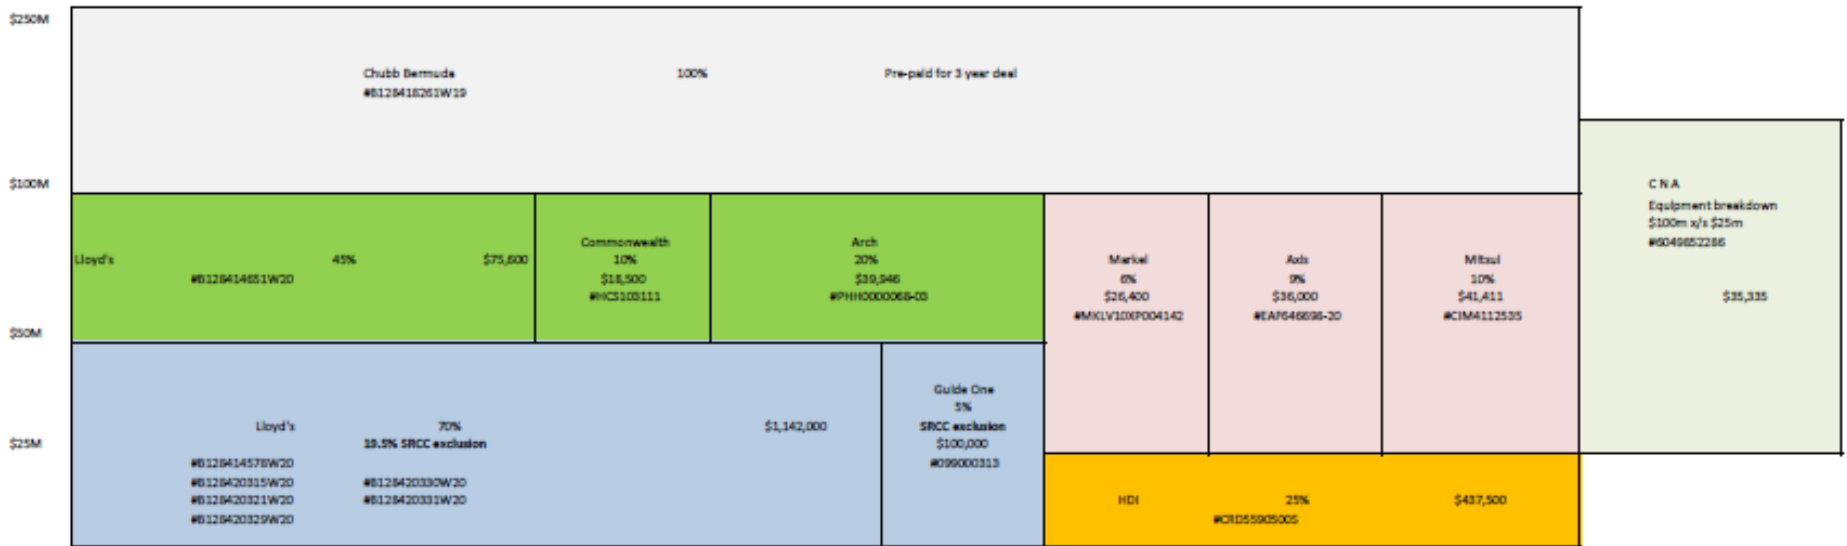 $250M
Chubb Bermuda 100% Pre-paid for 3 year deal
#B128418261W19
$100M
C N A
Equipment breakdown
$100m x/s $25m
#6049852286
$35,335
Lloyd's 45% $75,600
#B128414651W20
Commonwealth
10%
$18,500
#HCS103111
Arch
20%
$39,946
#PHH0000068-03
Markel
6%
$26,400
#MKLV10XP004142
Axis
9%
$36,000
#EAF646698-20
Mitsui
10%
$41,411
#CIM4112535
$50M
Lloyd's 70% $1,142,000
19.5% SRCC exclusion
#B128414578W20
#B128420315W20 #B128420330W20
#B128420321W20 #B128420331W20
#B128420329W20
Guide One
5%
SRCC exclusion
$100,000
#099000313
$25M
HDI 25% $437,500
#CRD5590500S